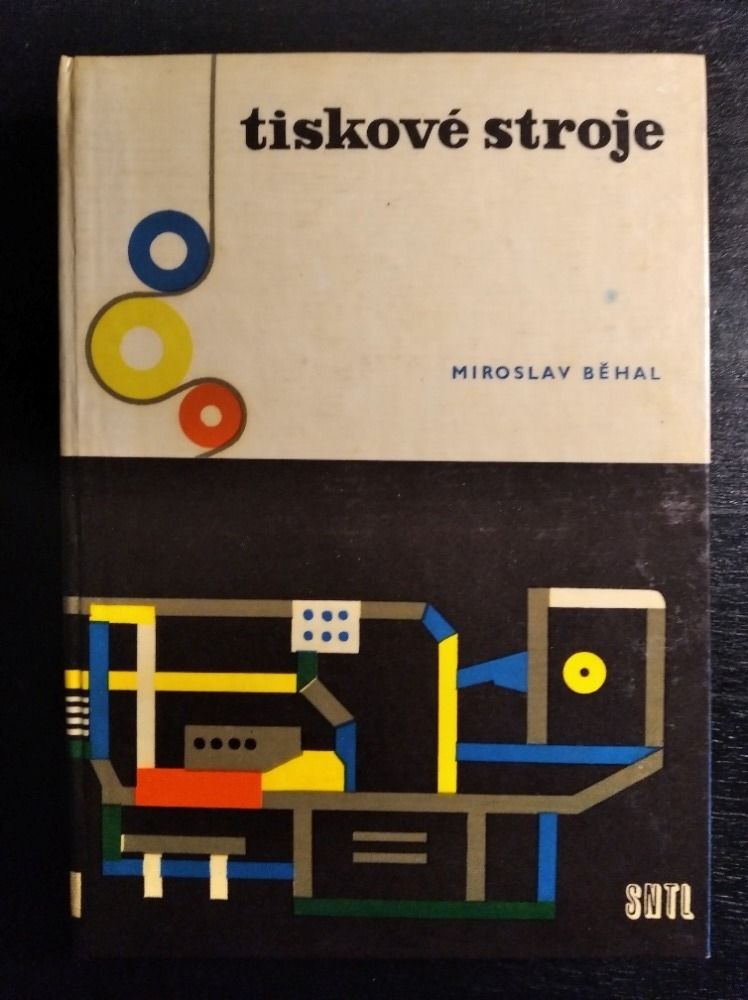 tiskové stroje
MIROSLAV BĚHAL
SNTL